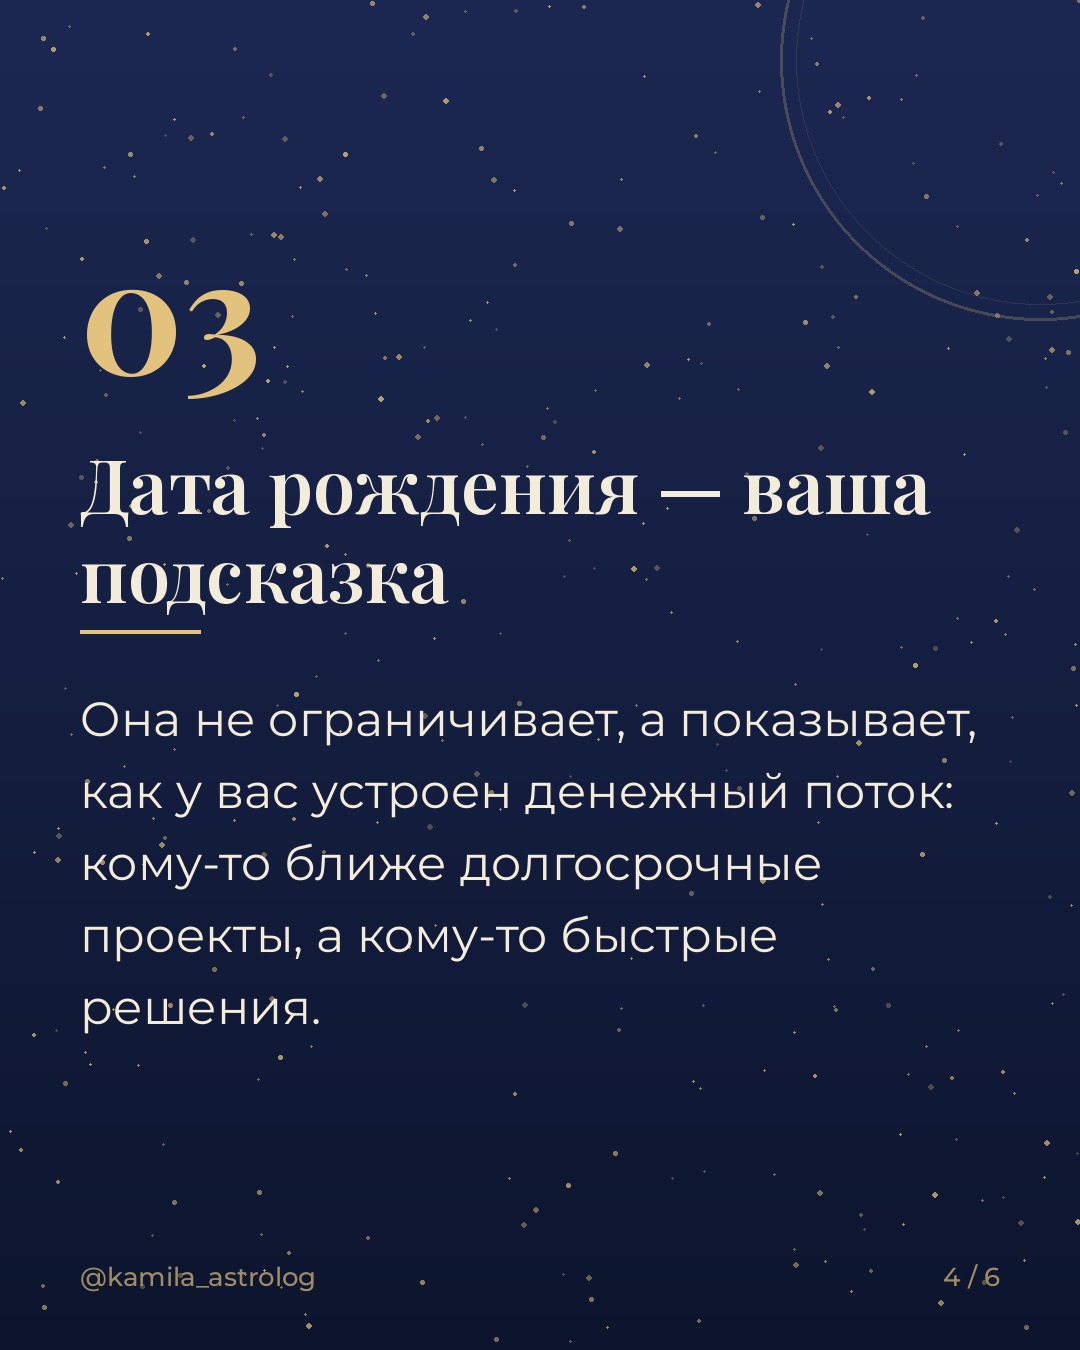 03
Дата рождения — ваша
подсказка
Она не ограничивает, а показывает,
как у вас устроен денежный поток:
кому-то ближе долгосрочные
проекты, а кому-то быстрые
решения.
@kamila_astrolog
4 / 6